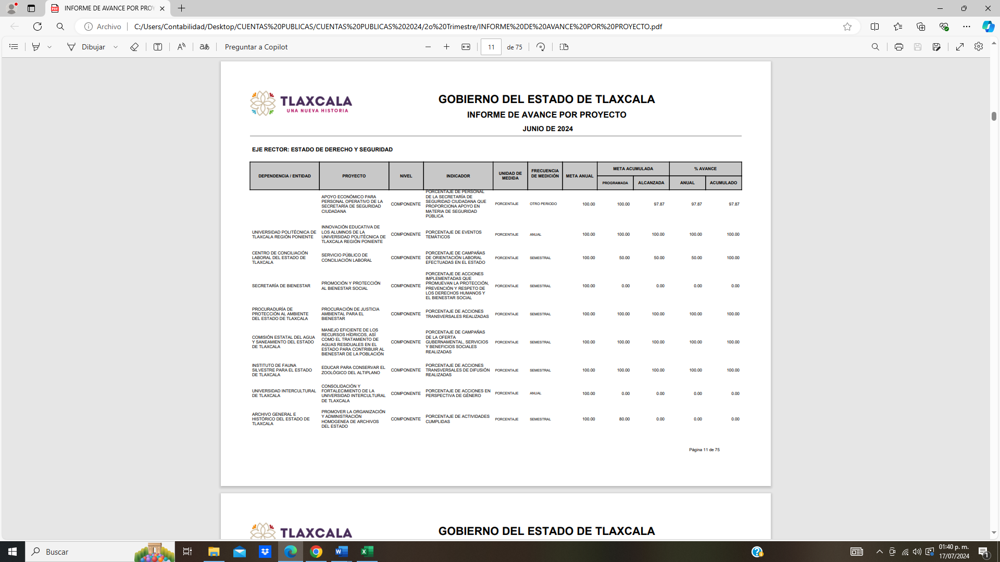 INFORME DE AVANCE POR PROY
Archivo
C:/Users/Contabilidad/Desktop/CUENTAS%20PUBLICAS/CUENTAS%20PUBLICAS%202024/2o%20Trimestre/INFORME%20DE%20AVANCE%20POR%20PROYECTO.pdf
Dibujar
aあ
Preguntar a Copilot
11 de 75
TLAXCALA
UNA NUEVA HISTORIA
GOBIERNO DEL ESTADO DE TLAXCALA
INFORME DE AVANCE POR PROYECTO
JUNIO DE 2024
EJE RECTOR: ESTADO DE DERECHO Y SEGURIDAD
DEPENDENCIA / ENTIDAD
PROYECTO
NIVEL
INDICADOR
UNIDAD DE
MEDIDA
FRECUENCIA
DE MEDICIÓN
META ANUAL
META ACUMULADA
PROGRAMADA
ALCANZADA
% AVANCE
ANUAL
ACUMULADO
APOYO ECONÓMICO PARA
PERSONAL OPERATIVO DE LA
SECRETARÍA DE SEGURIDAD
CIUDADANA
COMPONENTE
PORCENTAJE DE PERSONAL
DE LA SECRETARÍA DE
SEGURIDAD CIUDADANA QUE
PROPORCIONA APOYO EN
MATERIA DE SEGURIDAD
PÚBLICA
PORCENTAJE
OTRO PERIODO
100.00
100.00
97.87
97.87
97.87
UNIVERSIDAD POLITÉCNICA DE
TLAXCALA REGIÓN PONIENTE
INNOVACIÓN EDUCATIVA DE
LOS ALUMNOS DE LA
UNIVERSIDAD POLITÉCNICA DE
TLAXCALA REGIÓN PONIENTE
COMPONENTE
PORCENTAJE DE EVENTOS
TEMÁTICOS
PORCENTAJE
ANUAL
100.00
100.00
100.00
100.00
100.00
CENTRO DE CONCILIACIÓN
LABORAL DEL ESTADO DE
TLAXCALA
SERVICIO PÚBLICO DE
CONCILIACIÓN LABORAL
COMPONENTE
PORCENTAJE DE CAMPAÑAS
DE ORIENTACIÓN LABORAL
EFECTUADAS EN EL ESTADO
PORCENTAJE
SEMESTRAL
100.00
50.00
50.00
50.00
100.00
SECRETARÍA DE BIENESTAR
PROMOCIÓN Y PROTECCIÓN
AL BIENESTAR SOCIAL
COMPONENTE
PORCENTAJE DE ACCIONES
IMPLEMENTADAS QUE
PROMUEVAN LA PROTECCIÓN,
PREVENCIÓN Y RESPETO DE
LOS DERECHOS HUMANOS Y
EL BIENESTAR SOCIAL
PORCENTAJE
SEMESTRAL
100.00
0.00
0.00
0.00
0.00
PROCURADURÍA DE
PROTECCIÓN AL AMBIENTE
DEL ESTADO DE TLAXCALA
PROCURACIÓN DE JUSTICIA
AMBIENTAL PARA EL
BIENESTAR
COMPONENTE
PORCENTAJE DE ACCIONES
TRANSVERSALES REALIZADAS
PORCENTAJE
SEMESTRAL
100.00
100.00
100.00
100.00
100.00
COMISIÓN ESTATAL DEL AGUA
Y SANEAMIENTO DEL ESTADO
DE TLAXCALA
MANEJO EFICIENTE DE LOS
RECURSOS HÍDRICOS, ASÍ
COMO EL TRATAMIENTO DE
AGUAS RESIDUALES EN EL
ESTADO PARA CONTRIBUIR AL
BIENESTAR DE LA POBLACIÓN
COMPONENTE
PORCENTAJE DE CAMPAÑAS
DE LA OFERTA
GUBERNAMENTAL, SERVICIOS
Y BENEFICIOS SOCIALES
REALIZADAS
PORCENTAJE
SEMESTRAL
100.00
100.00
100.00
100.00
100.00
INSTITUTO DE FAUNA
SILVESTRE PARA EL ESTADO
DE TLAXCALA
EDUCAR PARA CONSERVAR EL
ZOOLÓGICO DEL ALTIPLANO
COMPONENTE
PORCENTAJE DE ACCIONES
TRANSVERSALES DE DIFUSIÓN
REALIZADAS
PORCENTAJE
SEMESTRAL
100.00
100.00
100.00
100.00
100.00
UNIVERSIDAD INTERCULTURAL
DE TLAXCALA
CONSOLIDACIÓN Y
FORTALECIMIENTO DE LA
UNIVERSIDAD INTERCULTURAL
DE TLAXCALA
COMPONENTE
PORCENTAJE DE ACCIONES EN
PERSPECTIVA DE GÉNERO
PORCENTAJE
ANUAL
100.00
0.00
0.00
0.00
0.00
ARCHIVO GENERAL E
HISTÓRICO DEL ESTADO DE
TLAXCALA
PROMOVER LA ORGANIZACIÓN
Y ADMINISTRACIÓN
HOMOGENEA DE ARCHIVOS
DEL ESTADO
COMPONENTE
PORCENTAJE DE ACTIVIDADES
CUMPLIDAS
PORCENTAJE
SEMESTRAL
100.00
80.00
0.00
0.00
0.00
Página 11 de 75
TLAXCALA
GOBIERNO DEL ESTADO DE TLAXCALA
Buscar
01:40 p. m.
17/07/2024
1